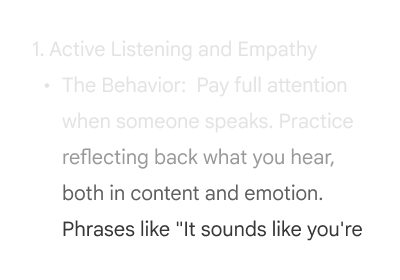 1. Active Listening and Empathy
• The Behavior:  Pay full attention
when someone speaks. Practice
reflecting back what you hear,
both in content and emotion.
Phrases like "It sounds like you're